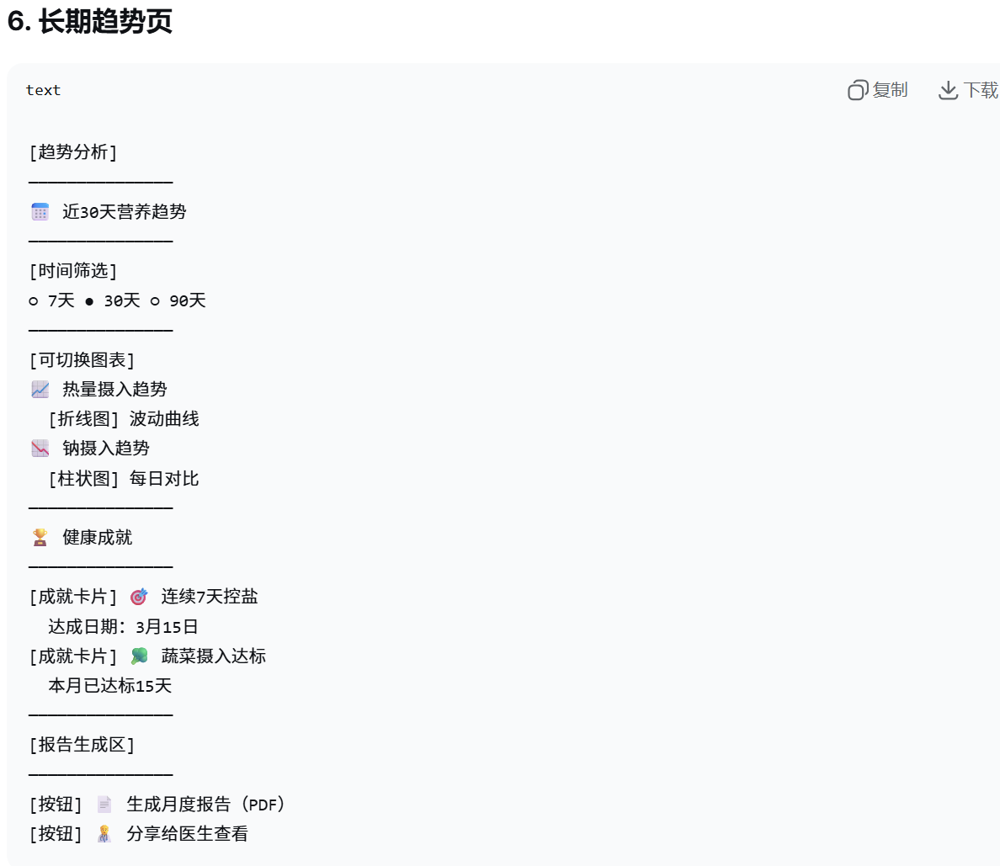 6. 长期趋势页
text
复制 下载
[趋势分析]
———————————————
📅 近30天营养趋势
———————————————
[时间筛选]
○ 7天 ● 30天 ○ 90天
———————————————
[可切换图表]
📈 热量摄入趋势
[折线图] 波动曲线
📉 钠摄入趋势
[柱状图] 每日对比
———————————————
🏆 健康成就
———————————————
[成就卡片] 🎯 连续7天控盐
达成日期：3月15日
[成就卡片] 🥦 蔬菜摄入达标
本月已达标15天
———————————————
[报告生成区]
———————————————
[按钮] 📄 生成月度报告（PDF）
[按钮] 👨‍⚕️ 分享给医生查看